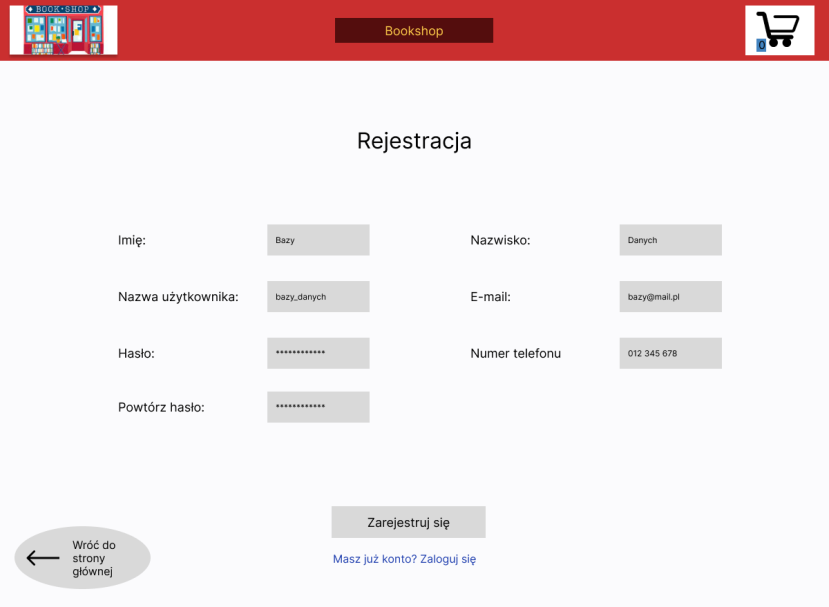 BOOK•SHOP
Bookshop
0
Rejestracja
Imię: Bazy Nazwisko: Danych
Nazwa użytkownika: bazy_danych E-mail: bazy@mail.pl
Hasło: ************ Numer telefonu 012 345 678
Powtórz hasło: ************
Zarejestruj się
Masz już konto? Zaloguj się
Wróć do
strony
głównej